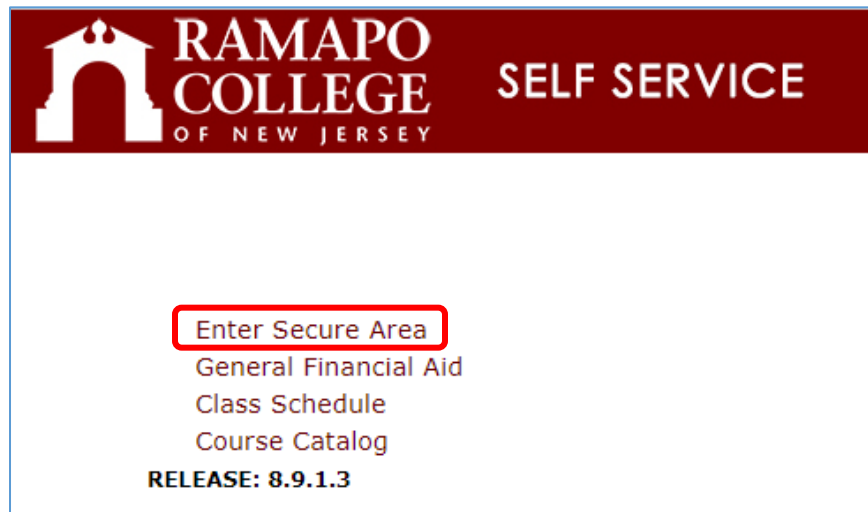 RAMAPO
COLLEGE
OF NEW JERSEY
SELF SERVICE
Enter Secure Area
General Financial Aid
Class Schedule
Course Catalog
RELEASE: 8.9.1.3